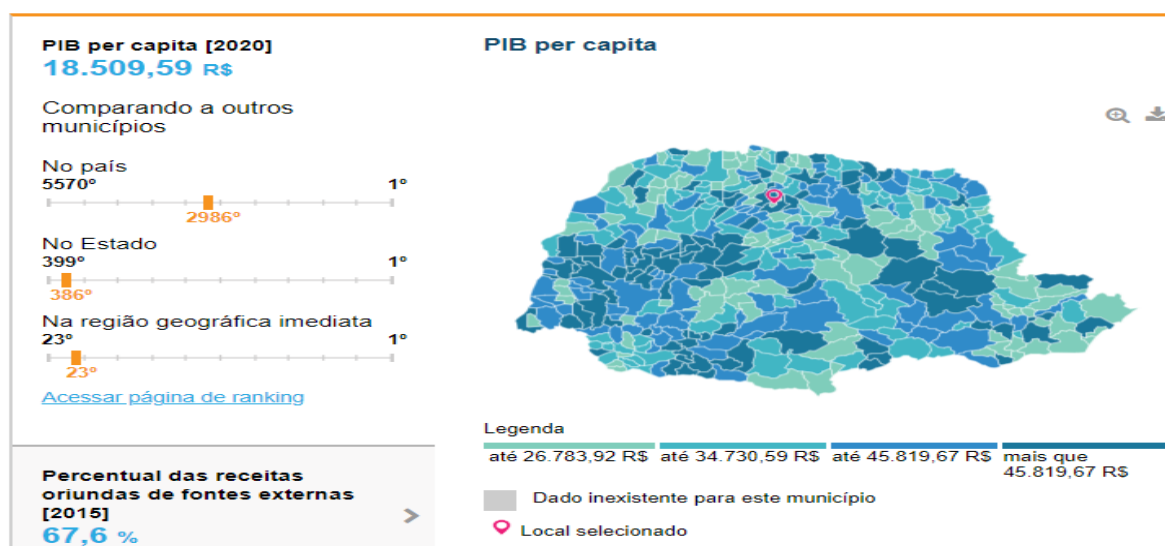 PIB per capita [2020]
18.509,59 R$
Comparando a outros
municípios
No país
5570º 1º
2986º
No Estado
399º 1º
386º
Na região geográfica imediata
23º 1º
23º
Acessar página de ranking
Percentual das receitas
oriundas de fontes externas
[2015]
67,6 %
PIB per capita
Legenda
até 26.783,92 R$ até 34.730,59 R$ até 45.819,67 R$ mais que
45.819,67 R$
Dado inexistente para este município
Local selecionado